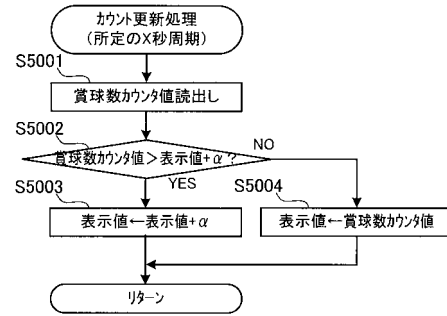 カウント更新処理
(所定のX秒周期)
S5001
賞球数カウンタ値読出し
S5002
賞球数カウンタ値>表示値+α?
NO
YES
S5003
表示値←表示値+α
S5004
表示値←賞球数カウンタ値
リターン